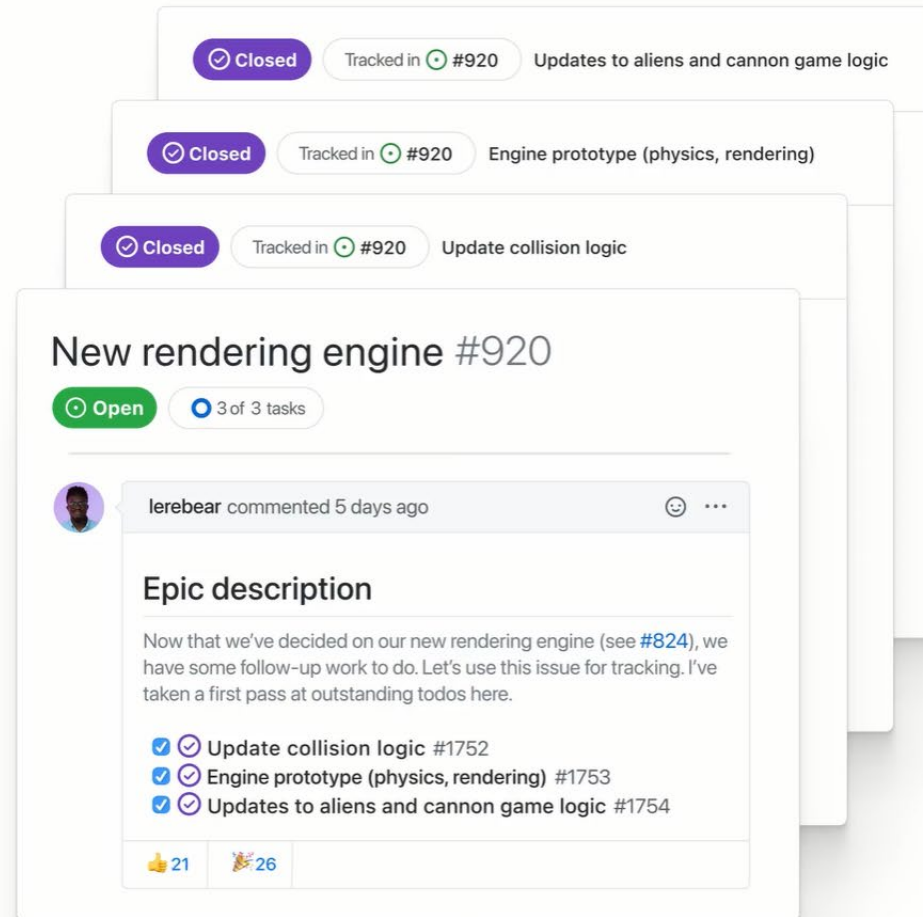 Closed Tracked in #920 Updates to aliens and cannon game logic
Closed Tracked in #920 Engine prototype (physics, rendering)
Closed Tracked in #920 Update collision logic
New rendering engine #920
Open 3 of 3 tasks
lerebear commented 5 days ago
Epic description
Now that we’ve decided on our new rendering engine (see #824), we
have some follow-up work to do. Let’s use this issue for tracking. I’ve
taken a first pass at outstanding todos here.
Update collision logic #1752
Engine prototype (physics, rendering) #1753
Updates to aliens and cannon game logic #1754
👍 21 🎉 26